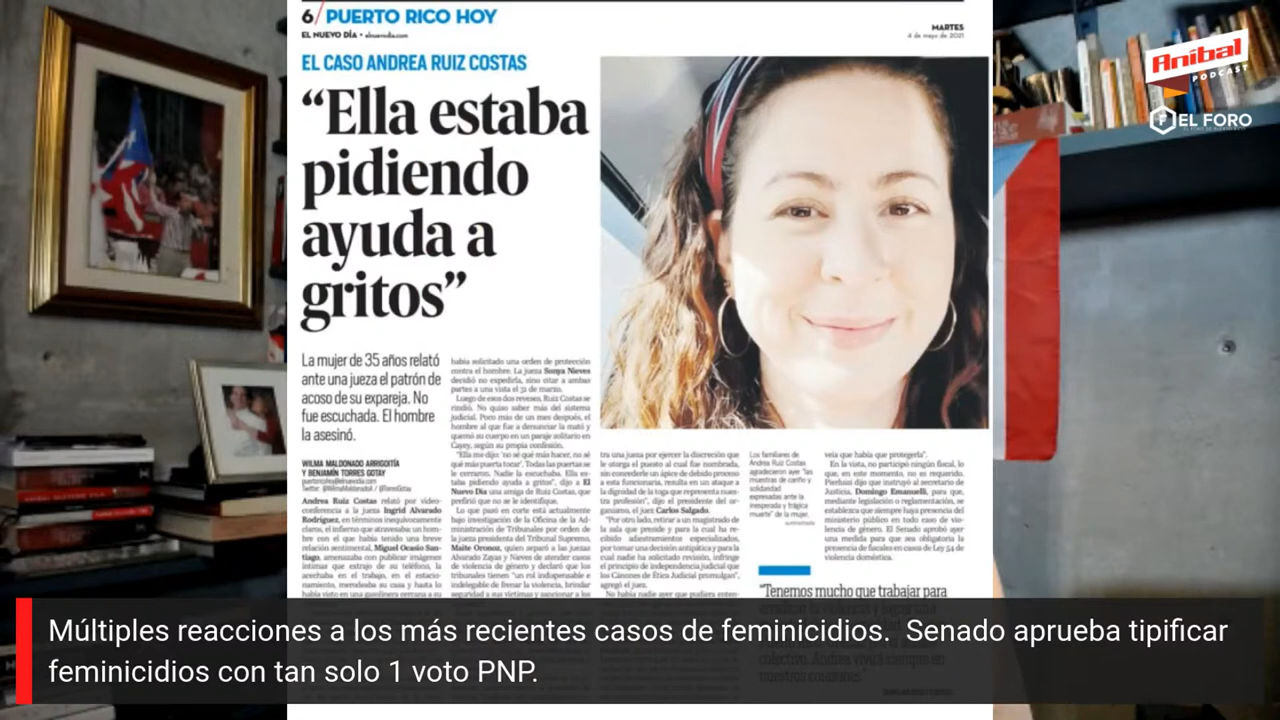 6/PUERTO RICO HOY
EL NUEVO DÍA • elnuevodia.com
MARTES
4 de mayo de 2021
EL CASO ANDREA RUIZ COSTAS
“Ella estaba
pidiendo
ayuda a
gritos”
La mujer de 35 años relató
ante una jueza el patrón de
acoso de su expareja. No
fue escuchada. El hombre
la asesinó.
WILMA MALDONADO ARRIGOITÍA
Y BENJAMÍN TORRES GOTAY
puertoricohoy@elnuevodia.com
Andrea Ruiz Costas relató por video-
conferencia a la jueza Ingrid Alvarado
Rodríguez, en términos inequívocamente
claros, el infierno que atravesaba un hom-
bre con el que había tenido una breve
relación sentimental, Miguel Ocasio San-
tiago, amenazaba con publicar imágenes
íntimas que extrajo de su teléfono, la
acechaba en el trabajo, en el estacio-
namiento, merodeaba su casa y hasta lo
había visto en una gasolinera cercana a su
había solicitado una orden de protección
contra el hombre. La jueza Sonya Nieves
decidió no expedirla, sino citar a ambas
partes a una vista el 31 de marzo.
Luego de esos dos reveses, Ruiz Costas se
rindió. No quiso saber más del sistema
judicial. Poco más de un mes después, el
hombre al que fue a denunciar la mató y
quemó su cuerpo en un paraje solitario en
Cayey, según su propia confesión.
“Ella me dijo: ‘no sé qué más hacer, no sé
qué más puerta tocar’. Todas las puertas se
le cerraron. Nadie la escuchaba. Ella es-
taba pidiendo ayuda a gritos”, dijo a El
Nuevo Día una amiga de Ruiz Costas, que
prefirió que no se le identifique.
Lo que pasó en corte está actualmente
bajo investigación de la Oficina de la Ad-
ministración de Tribunales por orden de
la jueza presidenta del Tribunal Supremo,
Maite Oronoz, quien separó a las juezas
Alvarado Zayas y Nieves de atender casos
de violencia de género y declaró que los
tribunales tienen “un rol indispensable e
indelegable de frenar la violencia, brindar
seguridad a sus víctimas y sancionar a los
tra una jueza por ejercer la discreción que
le otorga el puesto al cual fue nombrada,
sin concederle un ápice de debido proceso
a esta funcionaria, resulta en un ataque a
la dignidad de la toga que representa nues-
tra profesión”, dijo el presidente del or-
ganismo, el juez Carlos Salgado.
“Por otro lado, retirar a un magistrado de
la sala que preside y para la cual ha re-
cibido adiestramientos especializados,
por tomar una decisión antipática y para la
cual nadie ha solicitado revisión, infringe
el principio de independencia judicial que
los Cánones de Ética Judicial promulgan”,
agregó el juez.
No había nadie ayer que pudiera enten-
Los familiares de
Andrea Ruiz Costas
agradecieron ayer “las
muestras de cariño y
solidaridad
expresadas ante la
inesperada y trágica
muerte” de la mujer.
veía que había que protegerla”.
En la vista, no participó ningún fiscal, lo
que, en este momento, no es requerido.
Pierluisi dijo que instruyó al secretario de
Justicia, Domingo Emanuelli, para que,
mediante legislación o reglamentación, se
establezca que siempre haya presencia del
ministerio público en todo caso de vio-
lencia de género. El Senado aprobó ayer
una medida para que sea obligatoria la
presencia de fiscales en casos de Ley 54 de
violencia doméstica.
“Tenemos mucho que trabajar para
Aníbal
PODCAST
EL FORO
Múltiples reacciones a los más recientes casos de feminicidios. Senado aprueba tipificar
feminicidios con tan solo 1 voto PNP.